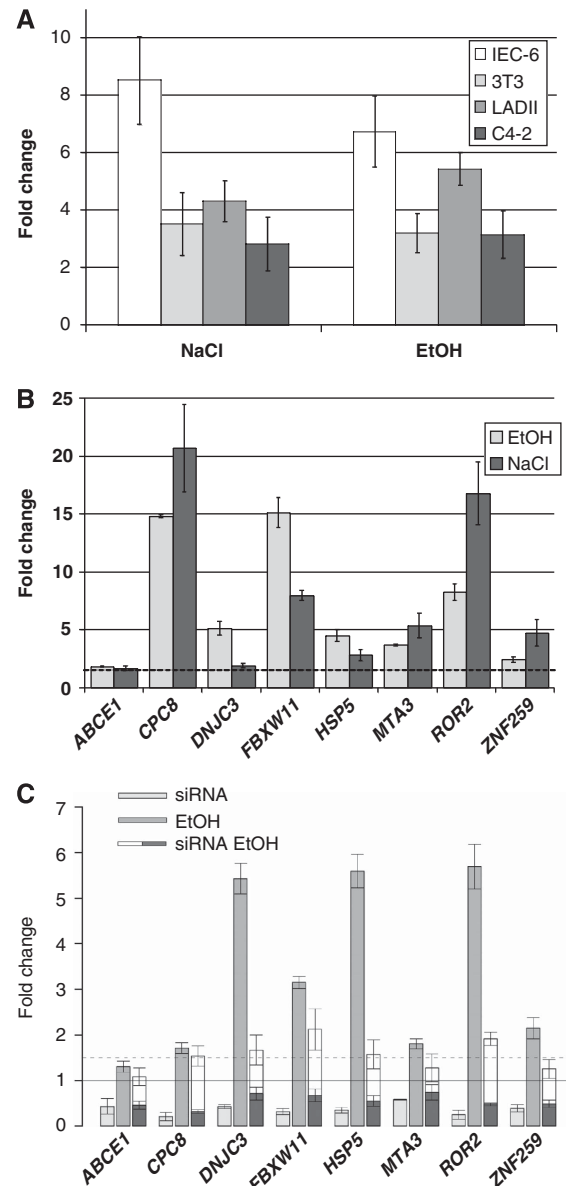 A
Fold change
10
8
6
4
2
0
IEC-6
3T3
LADII
C4-2
NaCl
EtOH
B
Fold change
25
20
15
10
5
0
EtOH
NaCl
ABCE1
CPC8
DNJC3
FBXW11
HSP5
MTA3
ROR2
ZNF259
C
siRNA
EtOH
siRNA EtOH
Fold change
7
6
5
4
3
2
1
0
ABCE1
CPC8
DNJC3
FBXW11
HSP5
MTA3
ROR2
ZNF259